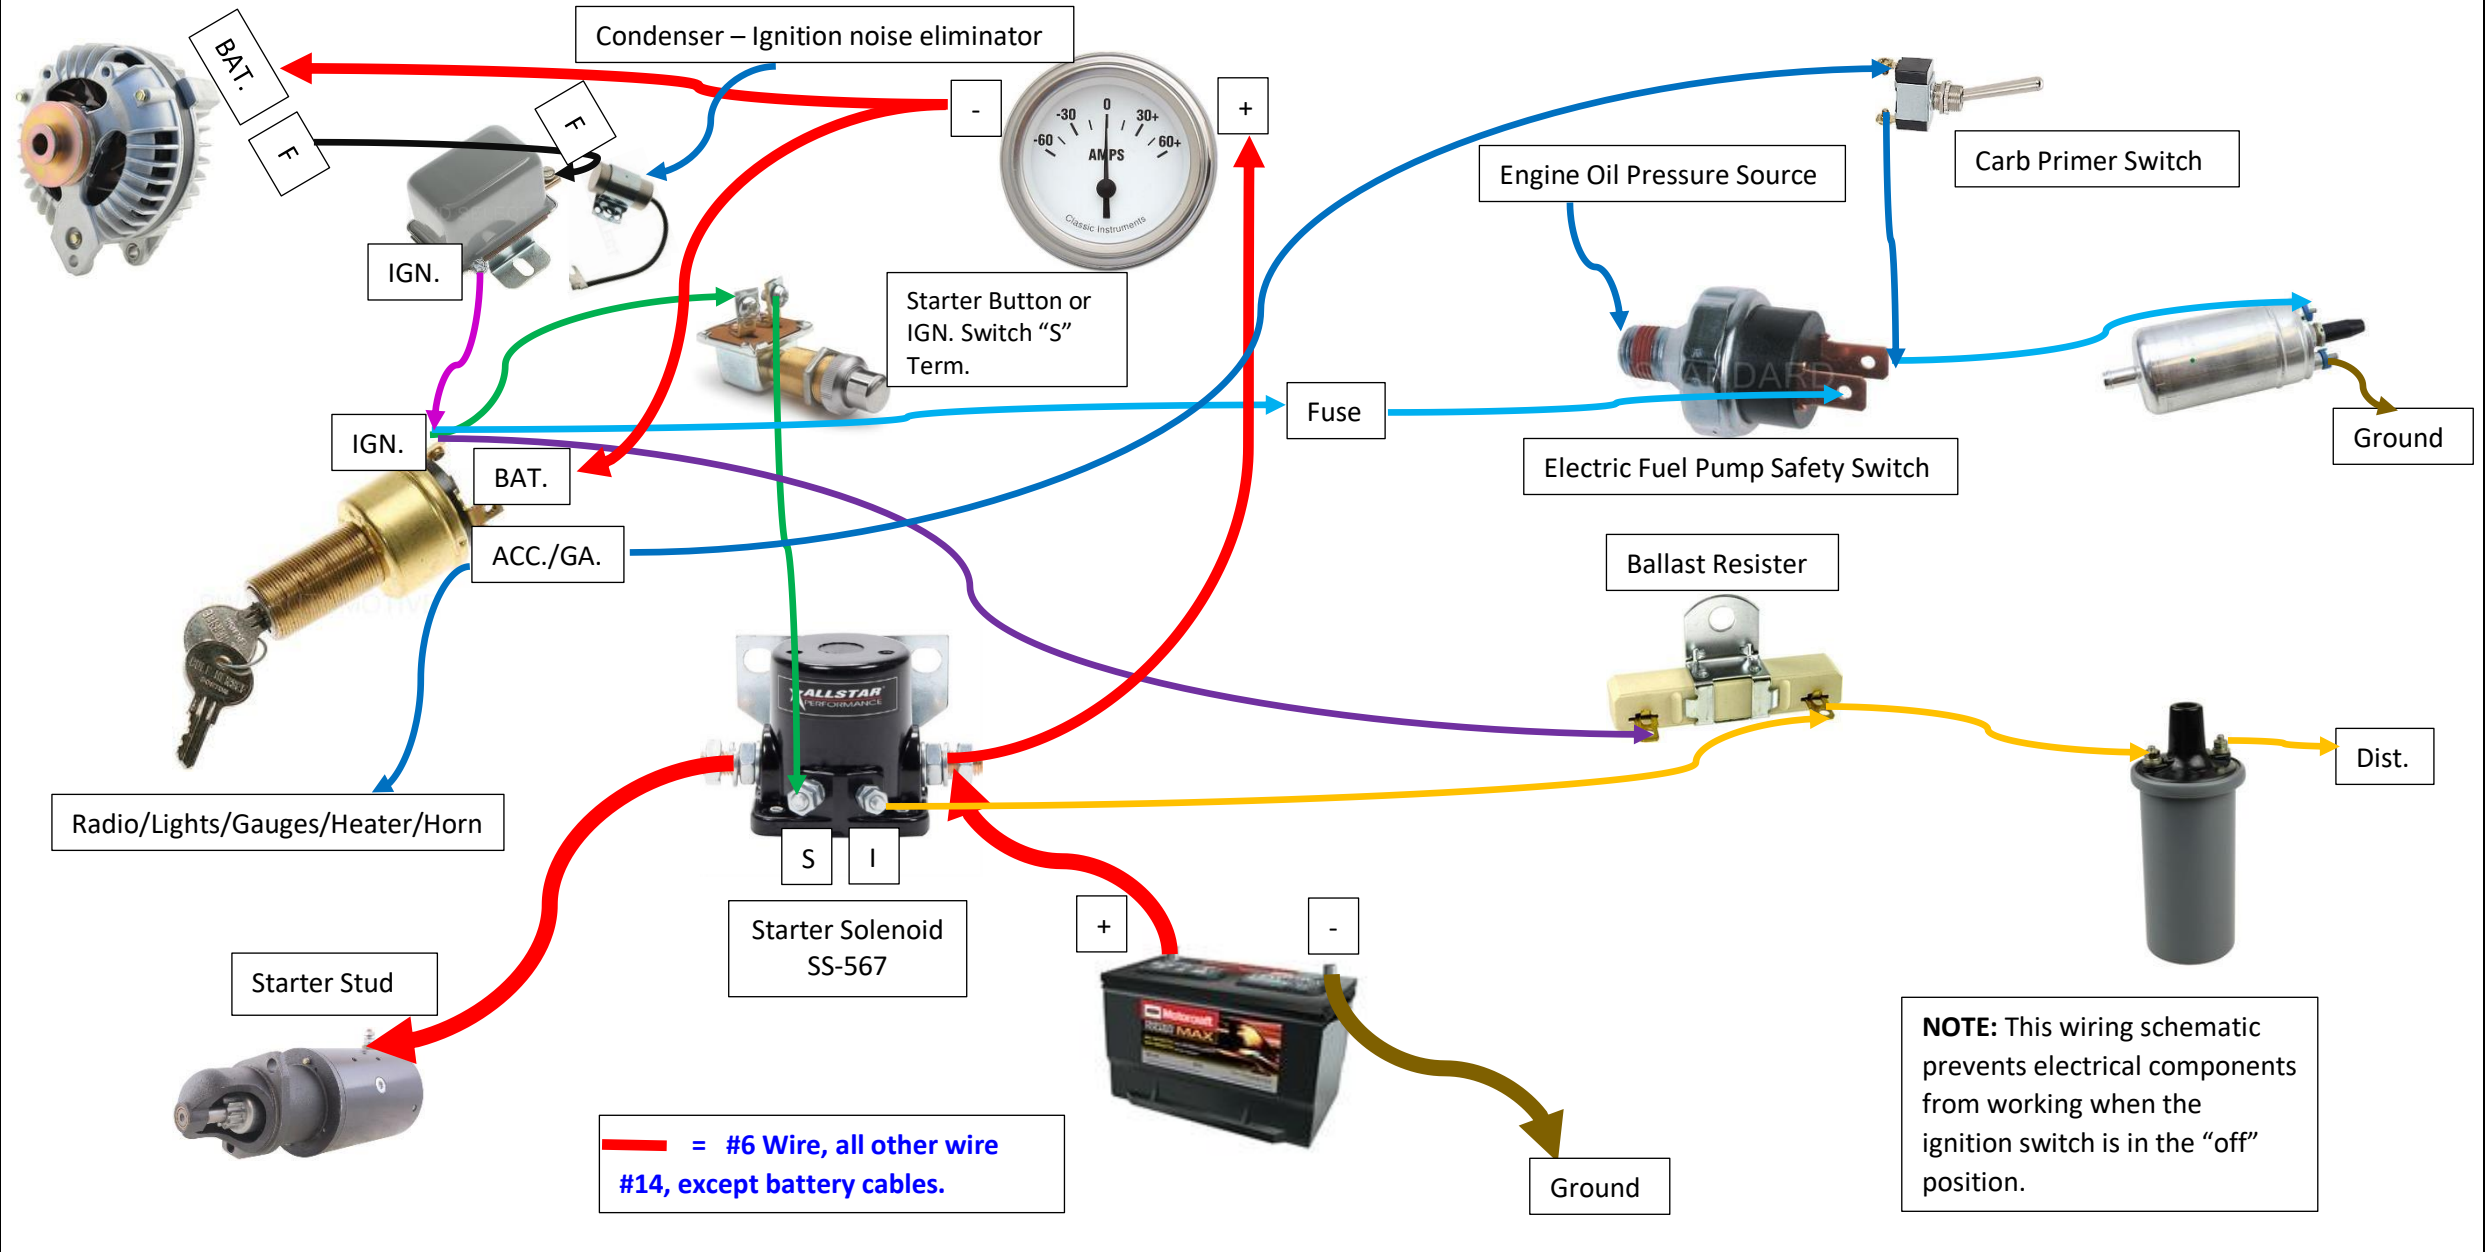 Condenser – Ignition noise eliminator
BAT.
F
F
-
+
-60
-30
0
30+
60+
AMPS
Classic Instruments
Carb Primer Switch
Engine Oil Pressure Source
IGN.
Starter Button or
IGN. Switch “S”
Term.
STANDARD
Fuse
IGN.
BAT.
Ground
Electric Fuel Pump Safety Switch
ACC./GA.
Ballast Resister
ALLSTAR
PERFORMANCE
Dist.
Radio/Lights/Gauges/Heater/Horn
S
I
Starter Solenoid
SS-567
+
-
Starter Stud
Motorcraft
MAX
NOTE: This wiring schematic
prevents electrical components
from working when the
ignition switch is in the “off”
position.
= #6 Wire, all other wire
#14, except battery cables.
Ground